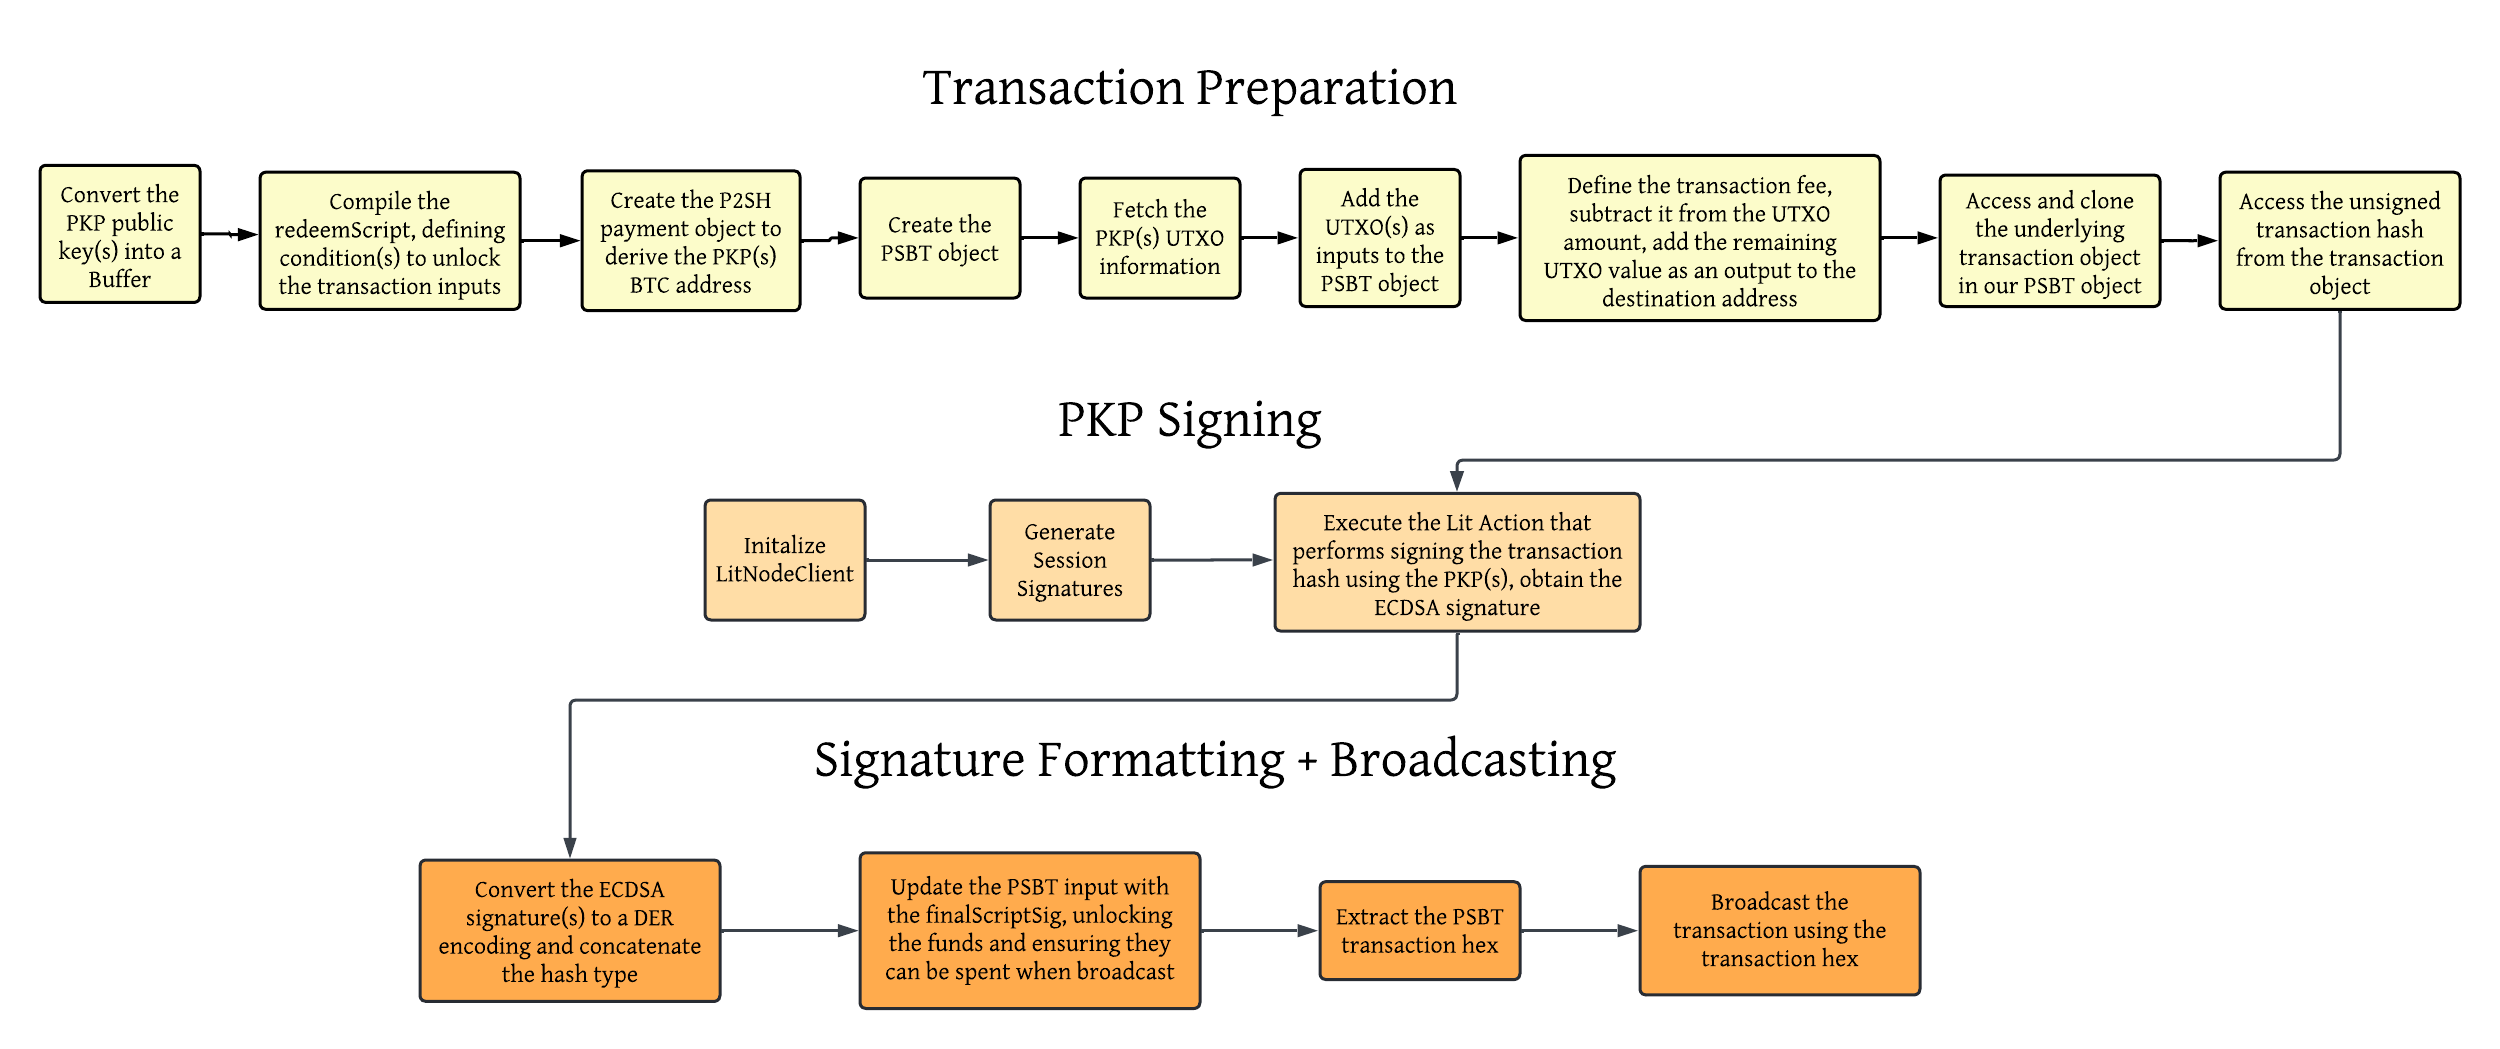 Transaction Preparation
Convert the
PKP public
key(s) into a
Buffer
Compile the
redeemScript, defining
condition(s) to unlock
the transaction inputs
Create the P2SH
payment object to
derive the PKP(s)
BTC address
Create the
PSBT object
Fetch the
PKP(s) UTXO
information
Add the
UTXO(s) as
inputs to the
PSBT object
Define the transaction fee,
subtract it from the UTXO
amount, add the remaining
UTXO value as an output to the
destination address
Access and clone
the underlying
transaction object
in our PSBT object
Access the unsigned
transaction hash
from the transaction
object
PKP Signing
Initalize
LitNodeClient
Generate
Session
Signatures
Execute the Lit Action that
performs signing the transaction
hash using the PKP(s), obtain the
ECDSA signature
Signature Formatting + Broadcasting
Convert the ECDSA
signature(s) to a DER
encoding and concatenate
the hash type
Update the PSBT input with
the finalScriptSig, unlocking
the funds and ensuring they
can be spent when broadcast
Extract the PSBT
transaction hex
Broadcast the
transaction using the
transaction hex